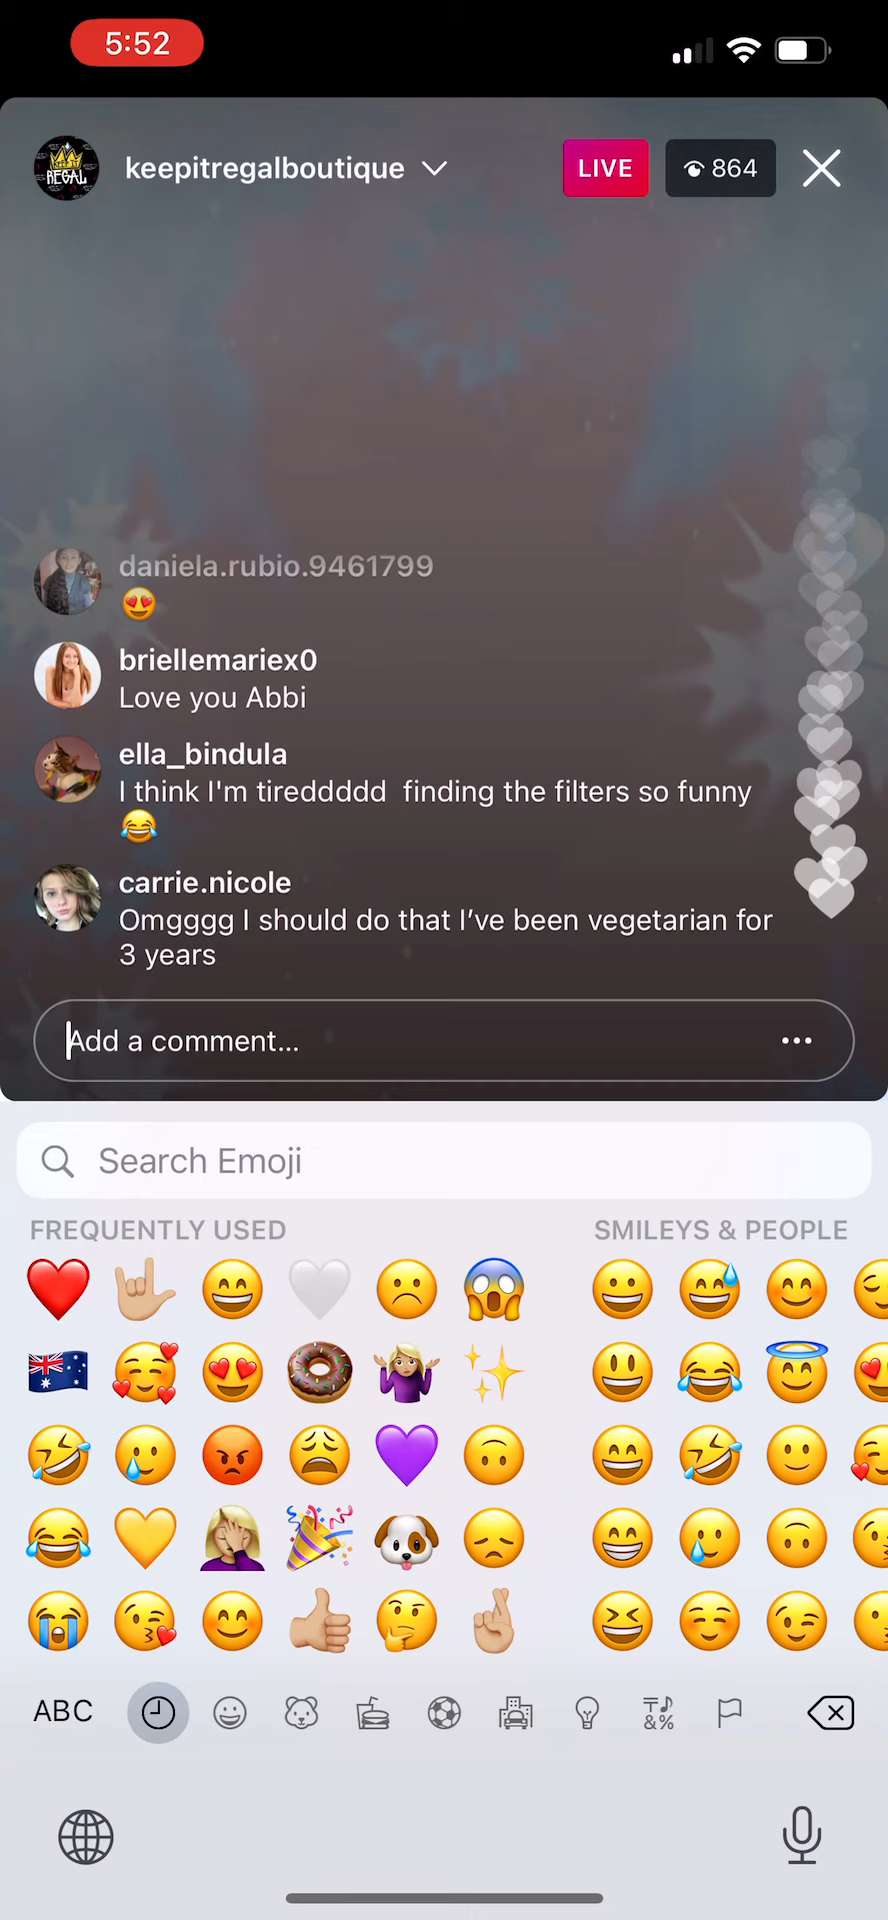 5:52
REGAL
keepitregalboutique
LIVE
864
daniela.rubio.9461799
😍
briellemariex0
Love you Abbi
ella_bindula
I think I'm tireddddd  finding the filters so funny
😂
carrie.nicole
Omgggg I should do that I’ve been vegetarian for
3 years
Add a comment...
Search Emoji
FREQUENTLY USED
SMILEYS & PEOPLE
ABC
&%